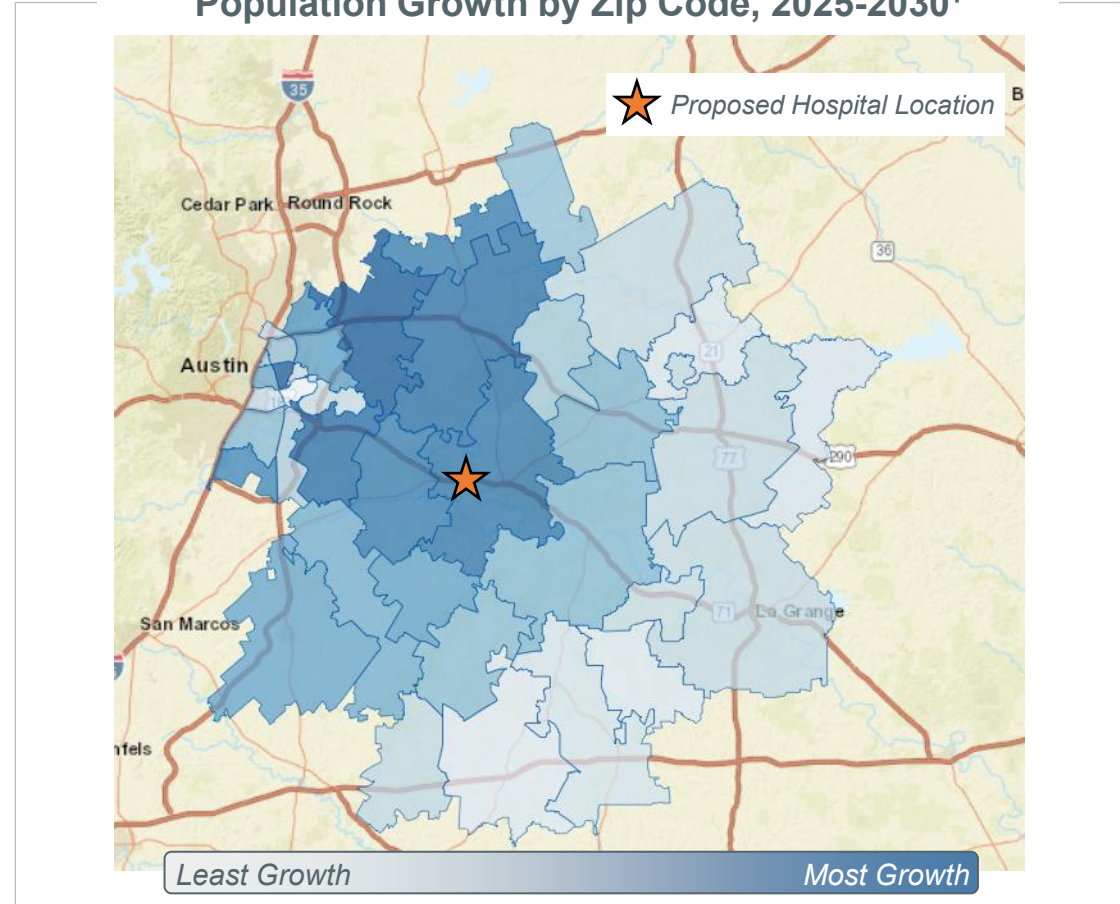 Population Growth by Zip Code, 2025-2030
35
Proposed Hospital Location
B
Cedar Park
Round Rock
36
21
Austin
290
77
San Marcos
71
La Grange
nfels
Least Growth
Most Growth